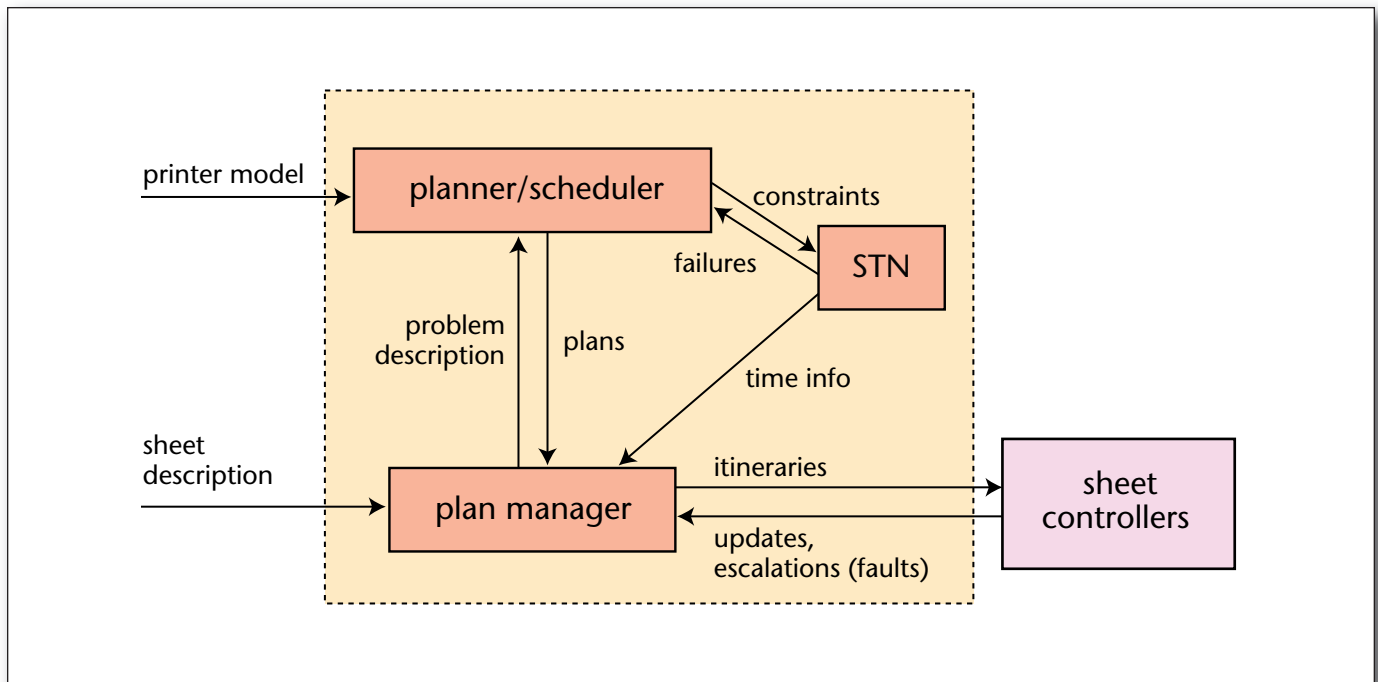 printer model
planner/scheduler
constraints
failures
STN
problem
description
plans
time info
sheet
description
plan manager
itineraries
updates,
escalations (faults)
sheet
controllers